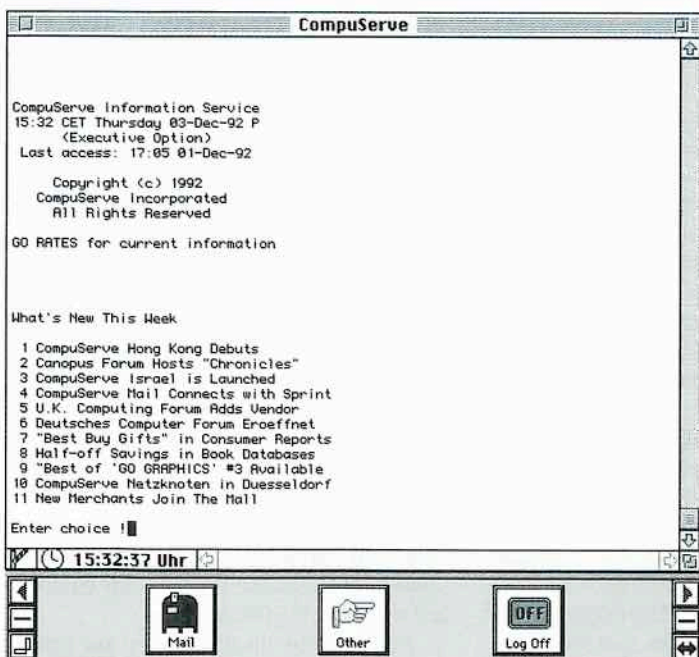 CompuServe
CompuServe Information Service
15:32 CET Thursday 03-Dec-92 P
(Executive Option)
Last access: 17:05 01-Dec-92
Copyright (c) 1992
CompuServe Incorporated
All Rights Reserved
GO RATES for current information
What's New This Week
1 CompuServe Hong Kong Debuts
2 Canopus Forum Hosts "Chronicles"
3 CompuServe Israel is Launched
4 CompuServe Mail Connects with Sprint
5 U.K. Computing Forum Adds Vendor
6 Deutsches Computer Forum Eroeffnet
7 "Best Buy Gifts" in Consumer Reports
8 Half-off Savings in Book Databases
9 "Best of 'GO GRAPHICS' #3 Available
10 CompuServe Netzknoten in Duesseldorf
11 New Merchants Join The Mall
Enter choice !
15:32:37 Uhr
Mail
Other
OFF
Log Off